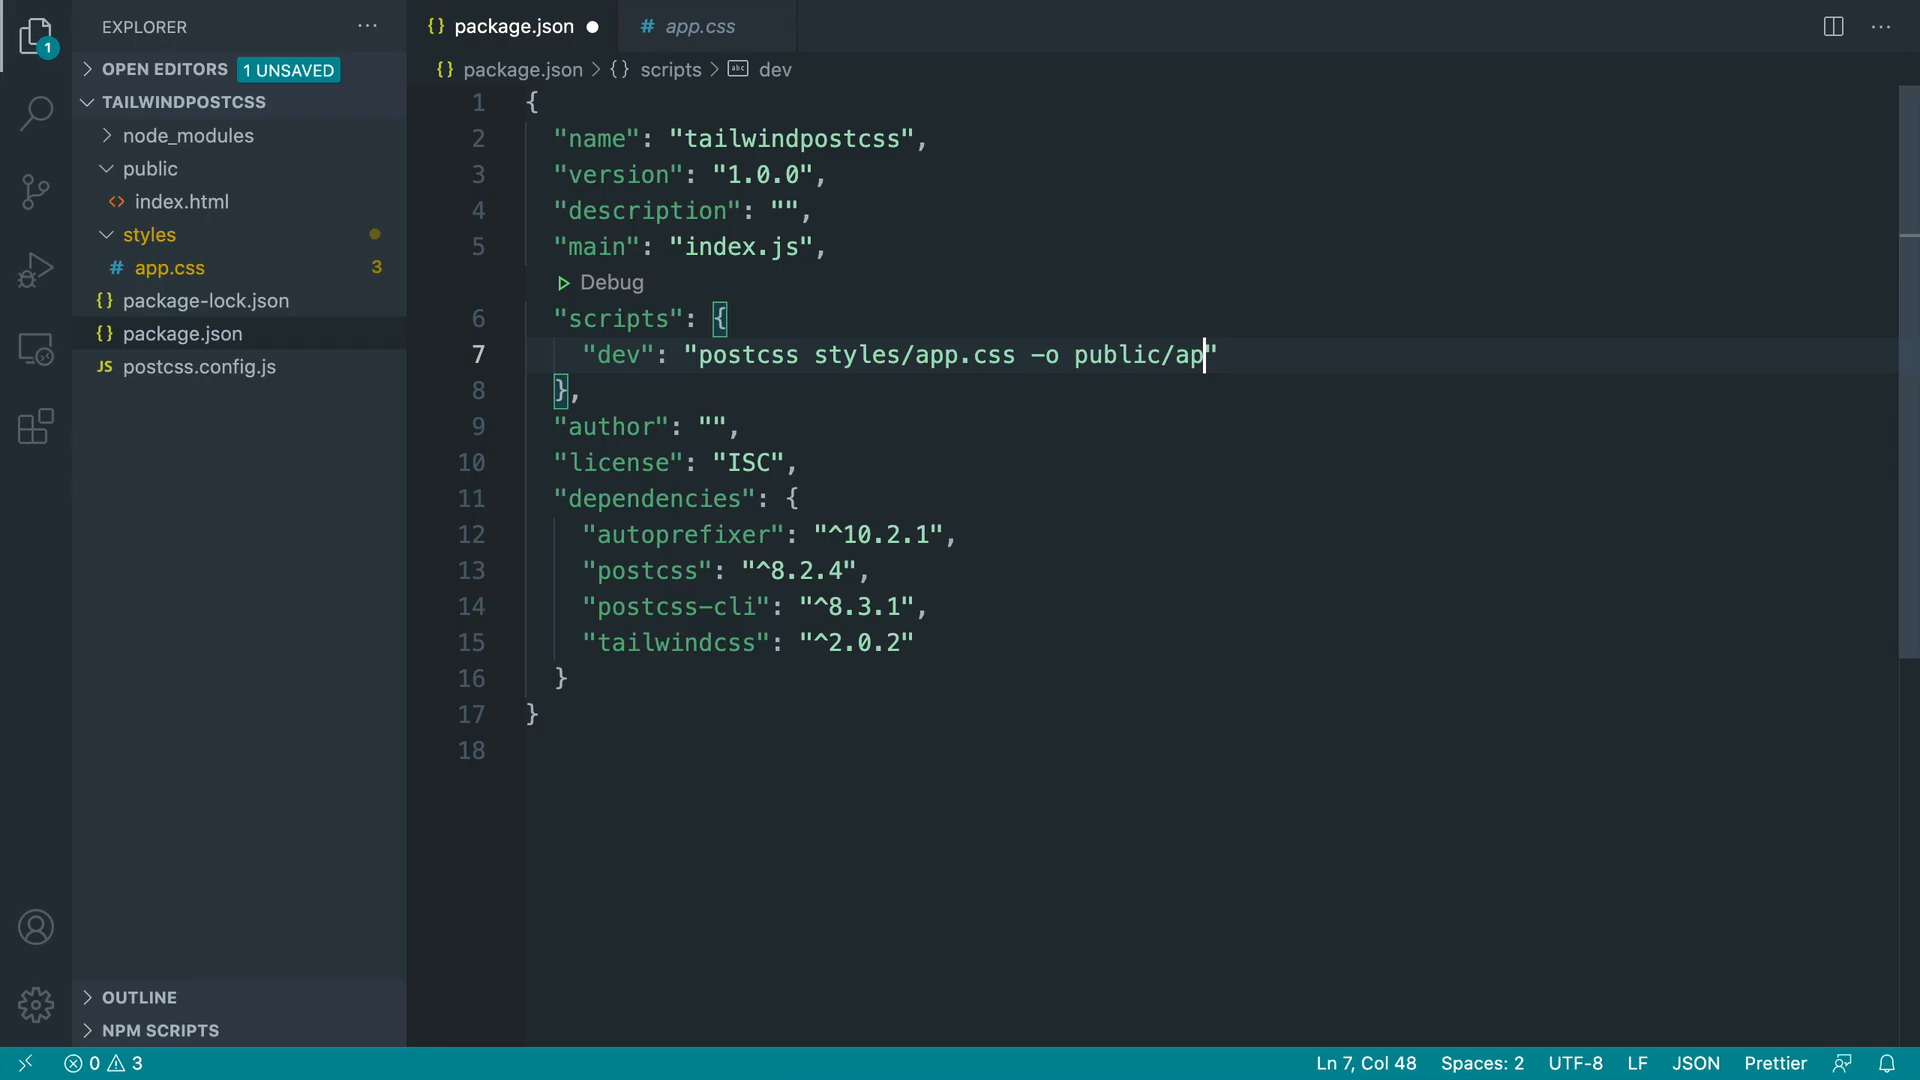 EXPLORER
1
OPEN EDITORS 1 UNSAVED
TAILWINDPOSTCSS
node_modules
public
index.html
styles
app.css 3
package-lock.json
package.json
JS postcss.config.js
OUTLINE
NPM SCRIPTS
{} package.json
# app.css
{} package.json > {} scripts > abc dev
1 {
2 "name": "tailwindpostcss",
3 "version": "1.0.0",
4 "description": "",
5 "main": "index.js",
Debug
6 "scripts": {
7 "dev": "postcss styles/app.css -o public/ap"
8 },
9 "author": "",
10 "license": "ISC",
11 "dependencies": {
12 "autoprefixer": "^10.2.1",
13 "postcss": "^8.2.4",
14 "postcss-cli": "^8.3.1",
15 "tailwindcss": "^2.0.2"
16 }
17 }
18
0 3
Ln 7, Col 48 Spaces: 2 UTF-8 LF JSON Prettier